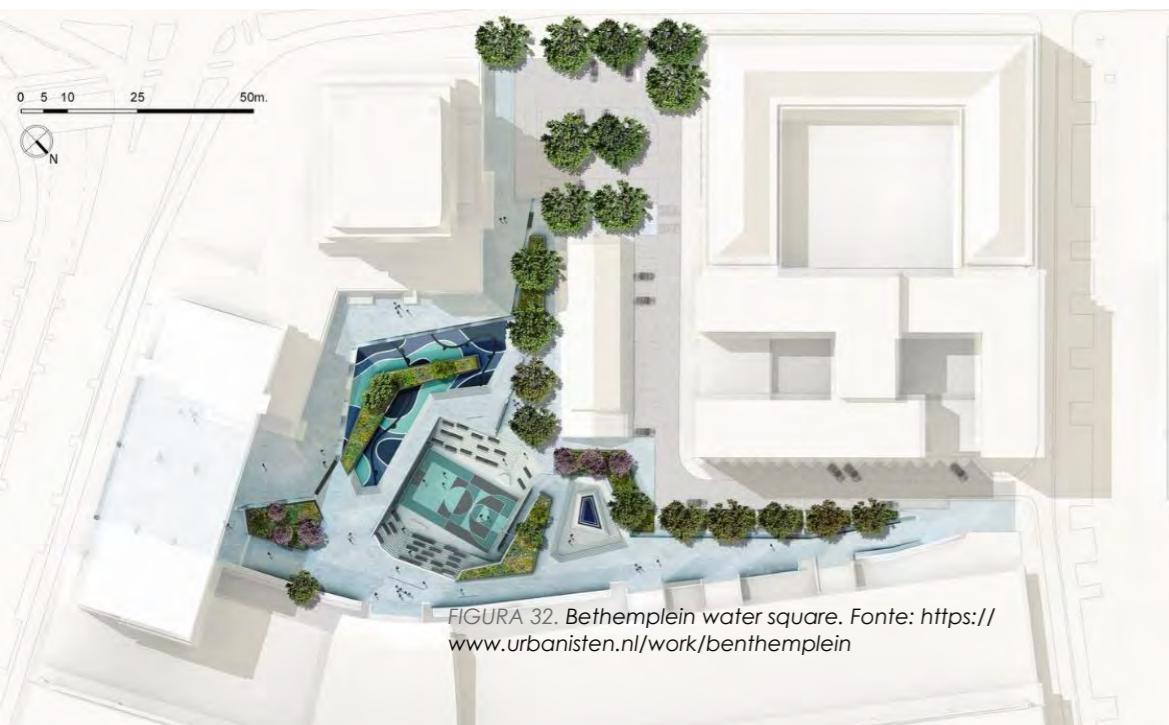 0 5 10 25 50m.
N
FIGURA 32. Bethemplein water square. Fonte: https://
www.urbanisten.nl/work/benthemplein